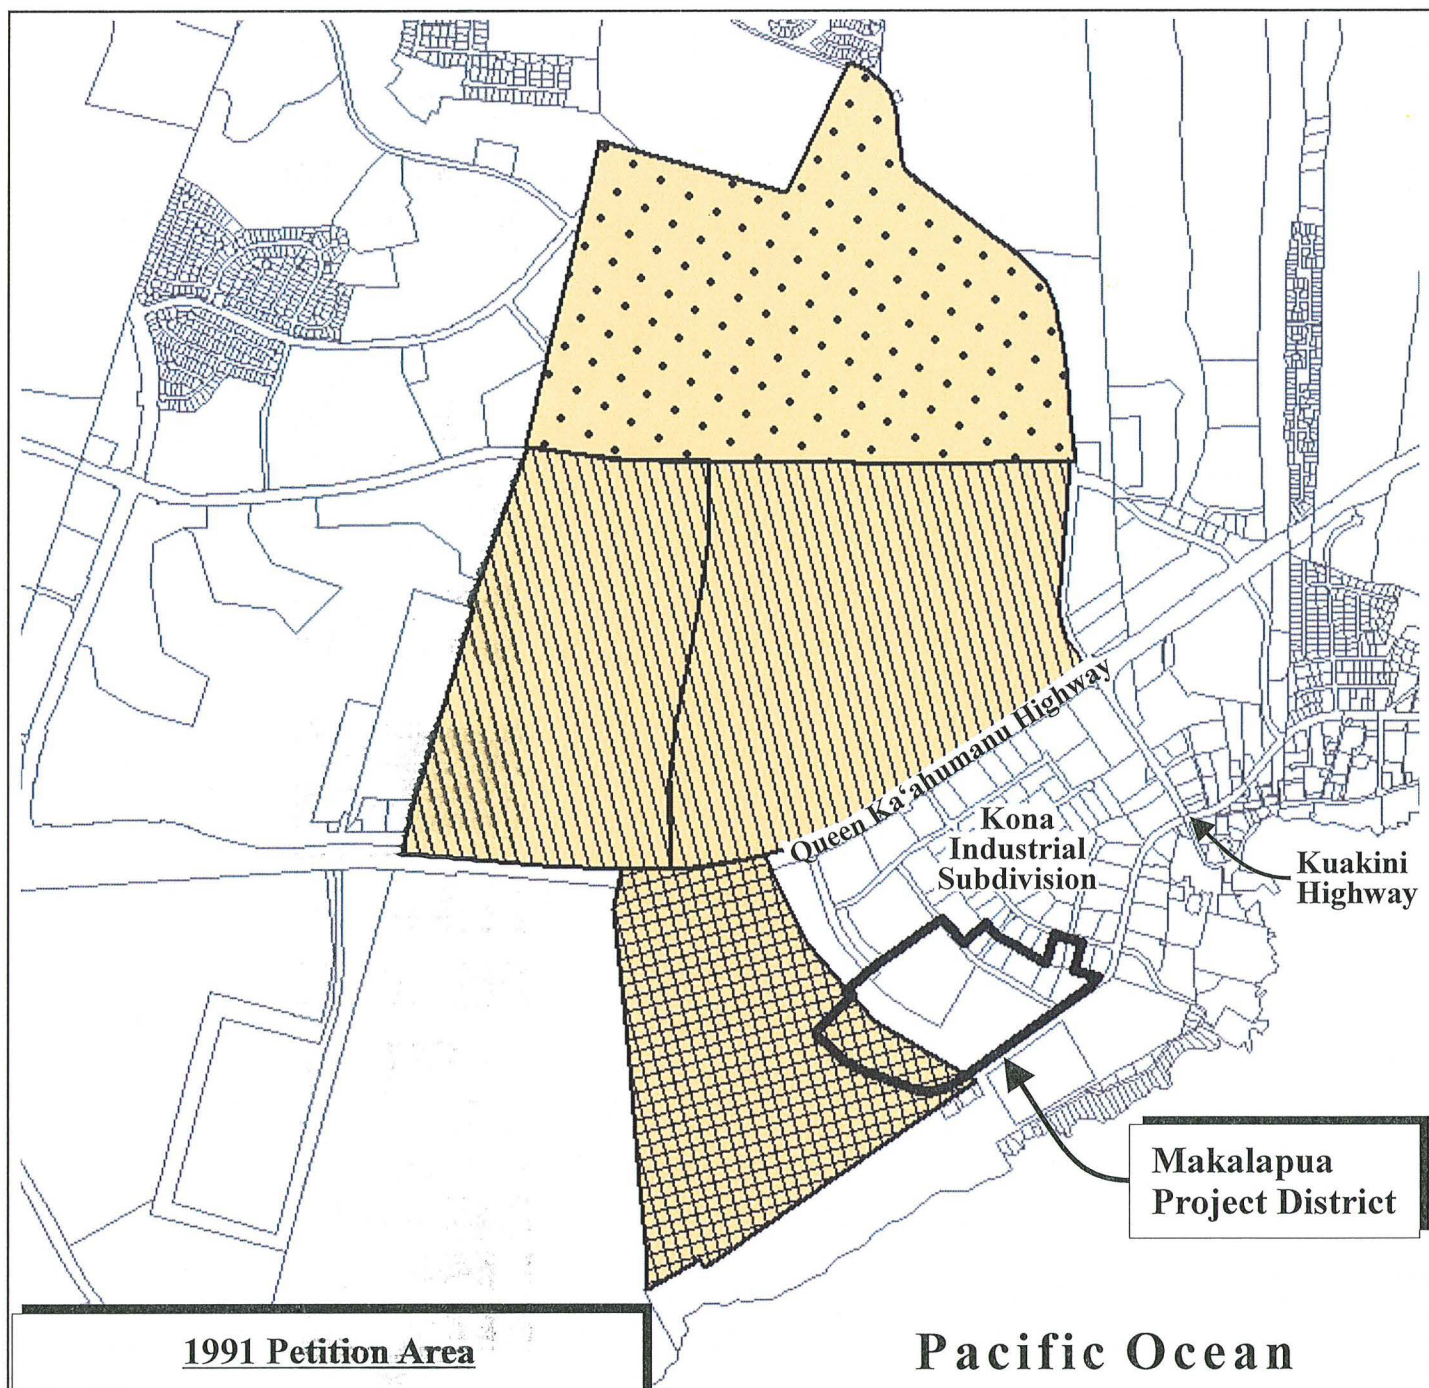 Queen Ka‘ahumanu Highway
Kona
Industrial
Subdivision
Kuakini
Highway
Makalapua
Project District
1991 Petition Area
Pacific Ocean